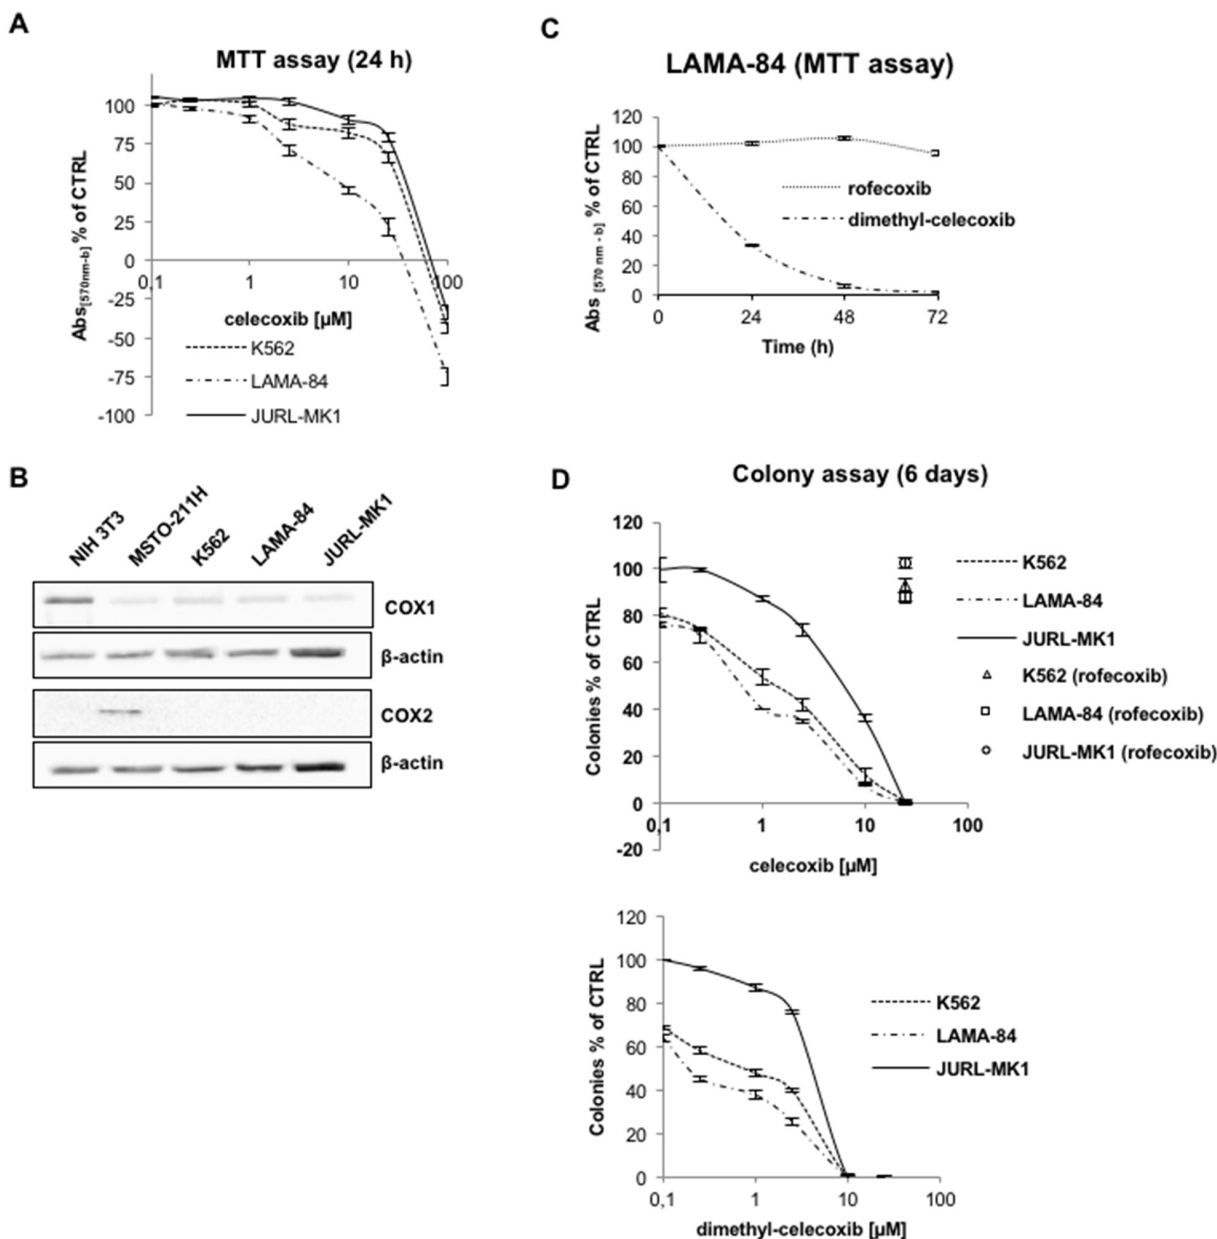 A
MTT assay (24 h)
Abs[570nm-b] % of CTRL
100
75
50
25
0
-25
-50
-75
-100
0,1
1
10
100
celecoxib [µM]
K562
LAMA-84
JURL-MK1
B
NIH 3T3
MSTO-211H
K562
LAMA-84
JURL-MK1
COX1
β-actin
COX2
β-actin
C
LAMA-84 (MTT assay)
Abs [570 nm - b] % of CTRL
120
100
80
60
40
20
0
0
24
48
72
Time (h)
rofecoxib
dimethyl-celecoxib
D
Colony assay (6 days)
Colonies % of CTRL
120
100
80
60
40
20
0
-20
0,1
1
10
100
celecoxib [µM]
K562
LAMA-84
JURL-MK1
K562 (rofecoxib)
LAMA-84 (rofecoxib)
JURL-MK1 (rofecoxib)
Colonies % of CTRL
120
100
80
60
40
20
0
0,1
1
10
100
dimethyl-celecoxib [µM]
K562
LAMA-84
JURL-MK1